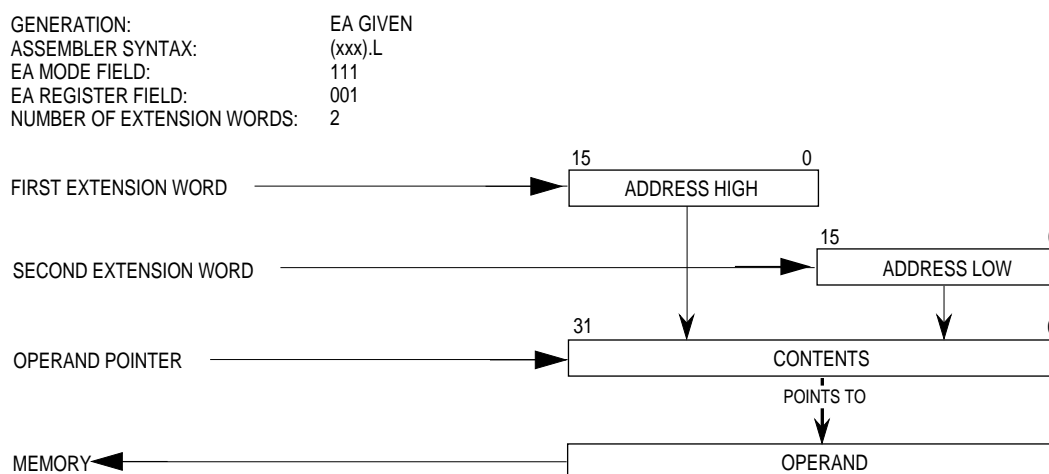 GENERATION: EA GIVEN
ASSEMBLER SYNTAX: (xxx).L
EA MODE FIELD: 111
EA REGISTER FIELD: 001
NUMBER OF EXTENSION WORDS: 2
15 0
FIRST EXTENSION WORD ADDRESS HIGH
15
SECOND EXTENSION WORD ADDRESS LOW
31
OPERAND POINTER CONTENTS
POINTS TO
MEMORY OPERAND